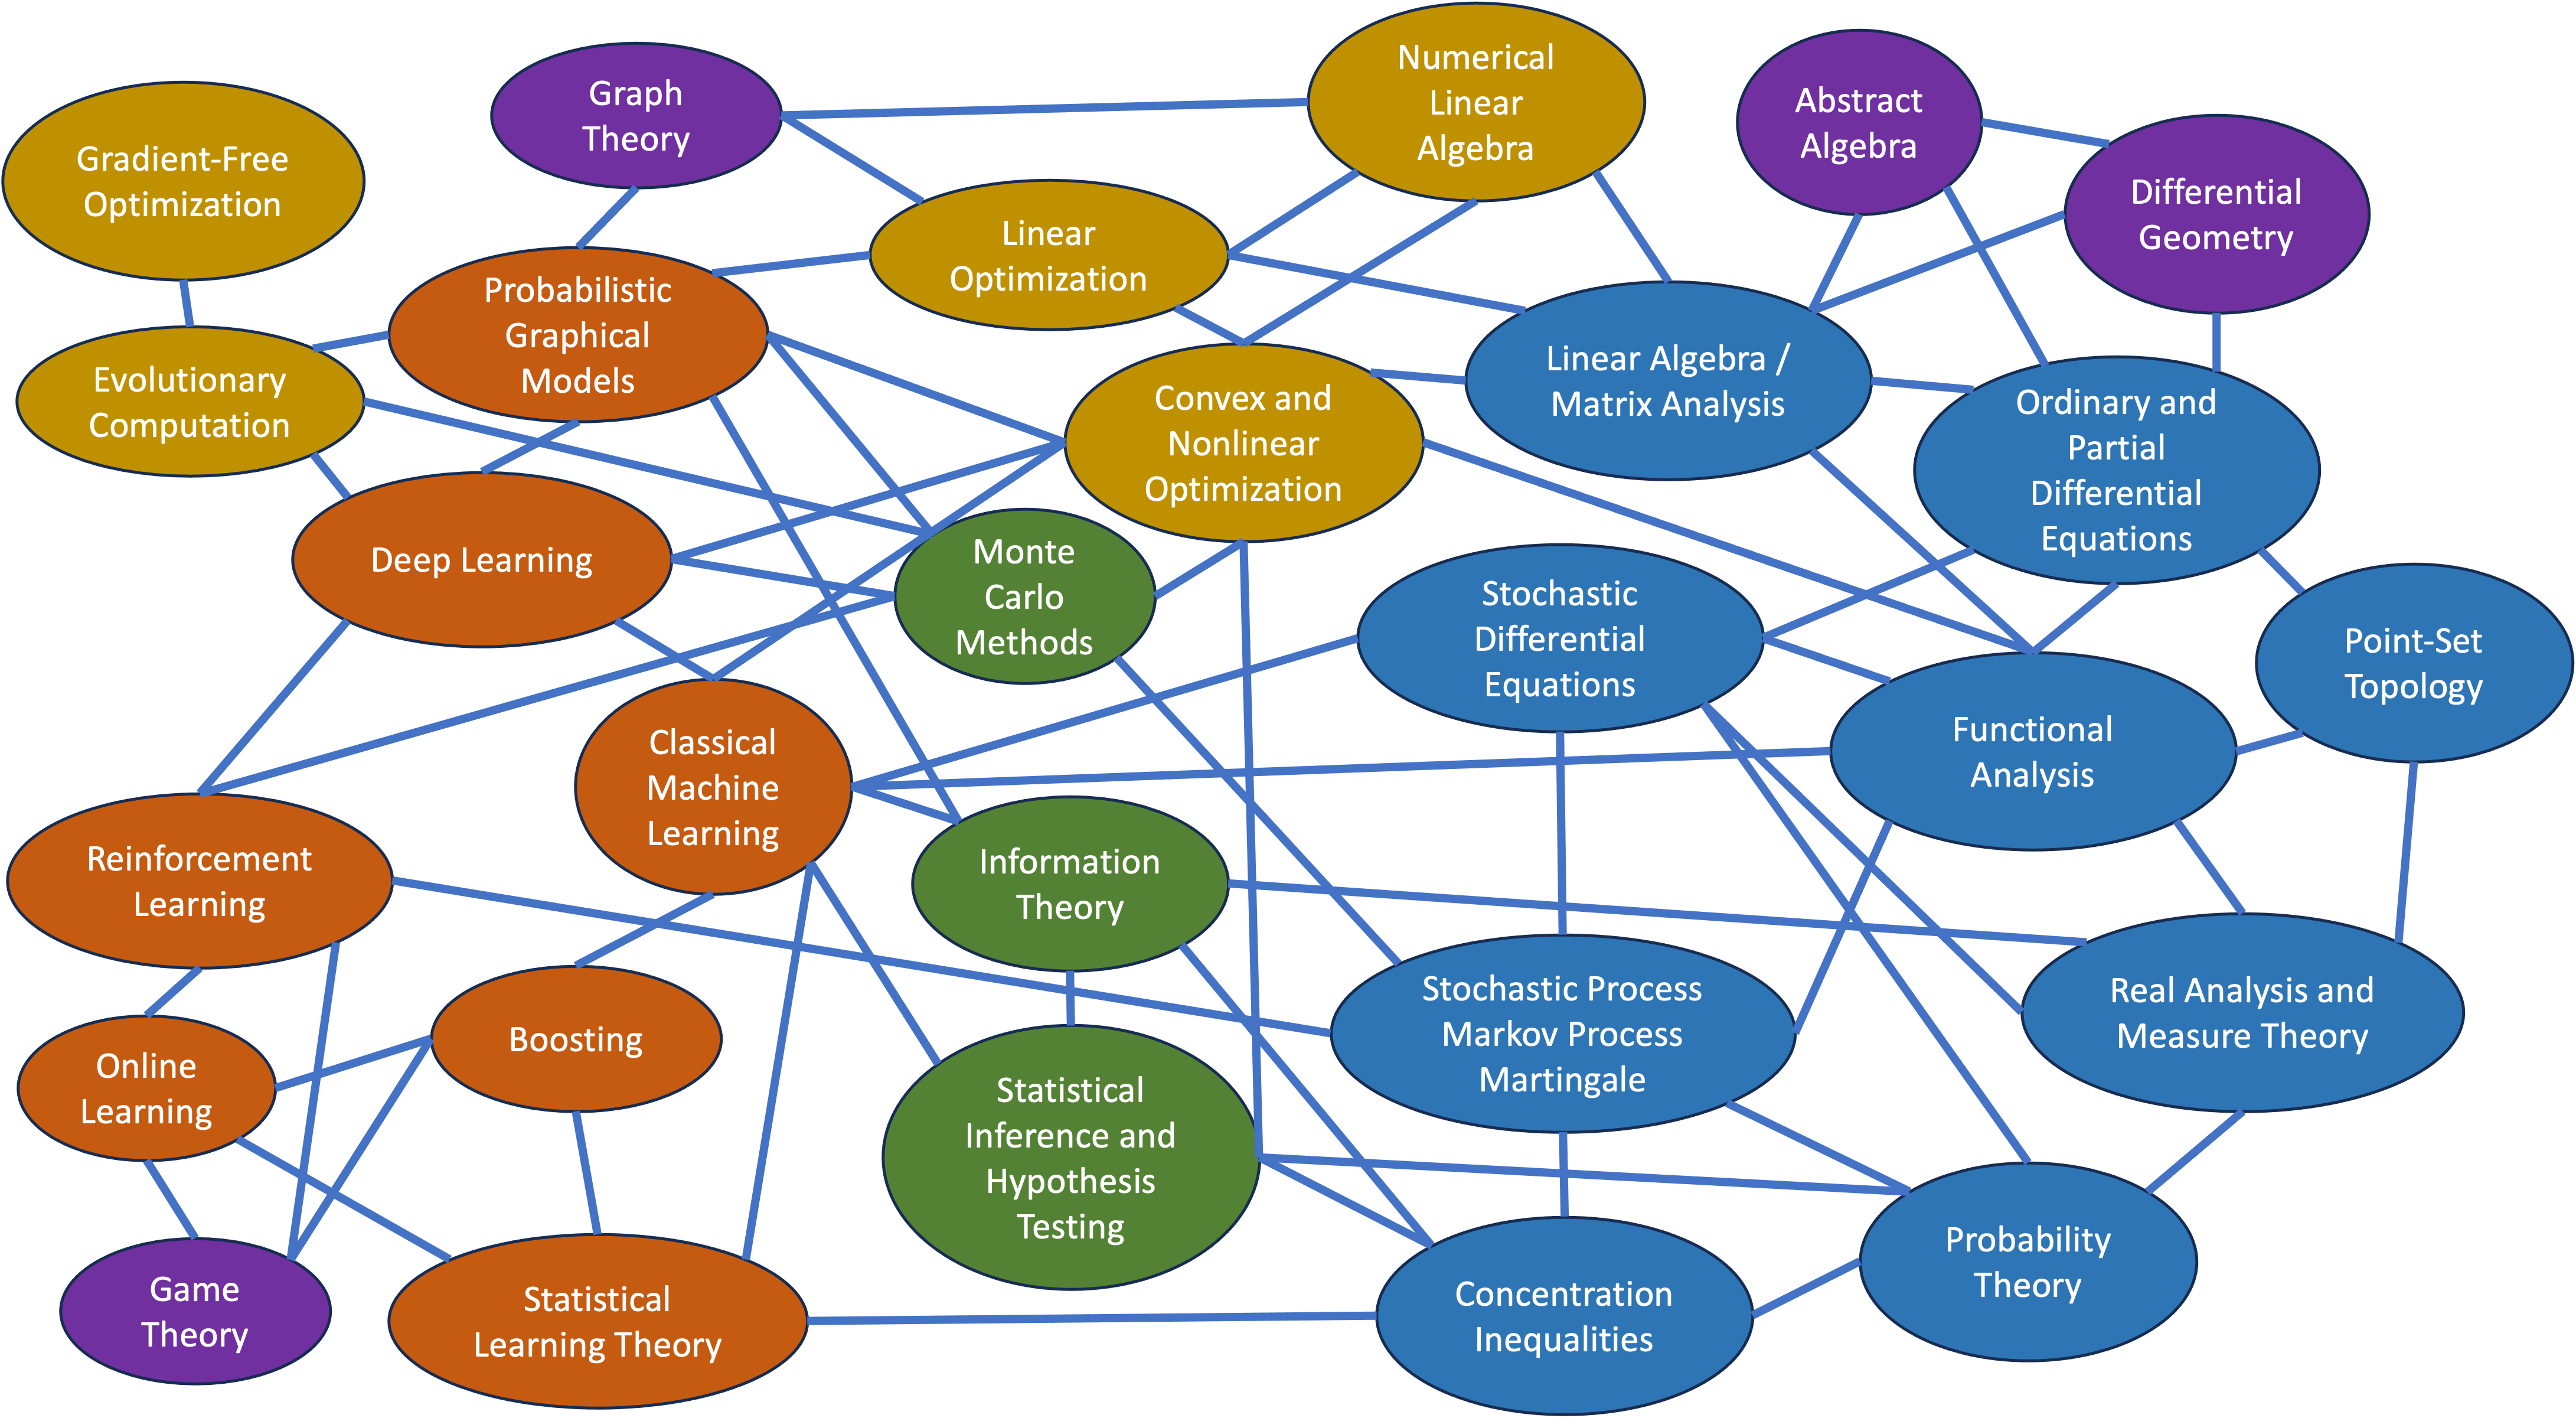 Graph
Theory
Numerical
Linear
Algebra
Abstract
Algebra
Differential
Geometry
Gradient-Free
Optimization
Linear
Optimization
Probabilistic
Graphical
Models
Evolutionary
Computation
Convex and
Nonlinear
Optimization
Linear Algebra /
Matrix Analysis
Ordinary and
Partial
Differential
Equations
Deep Learning
Monte
Carlo
Methods
Stochastic
Differential
Equations
Point-Set
Topology
Classical
Machine
Learning
Functional
Analysis
Reinforcement
Learning
Information
Theory
Stochastic Process
Markov Process
Martingale
Real Analysis and
Measure Theory
Online
Learning
Boosting
Statistical
Inference and
Hypothesis
Testing
Probability
Theory
Game
Theory
Statistical
Learning Theory
Concentration
Inequalities